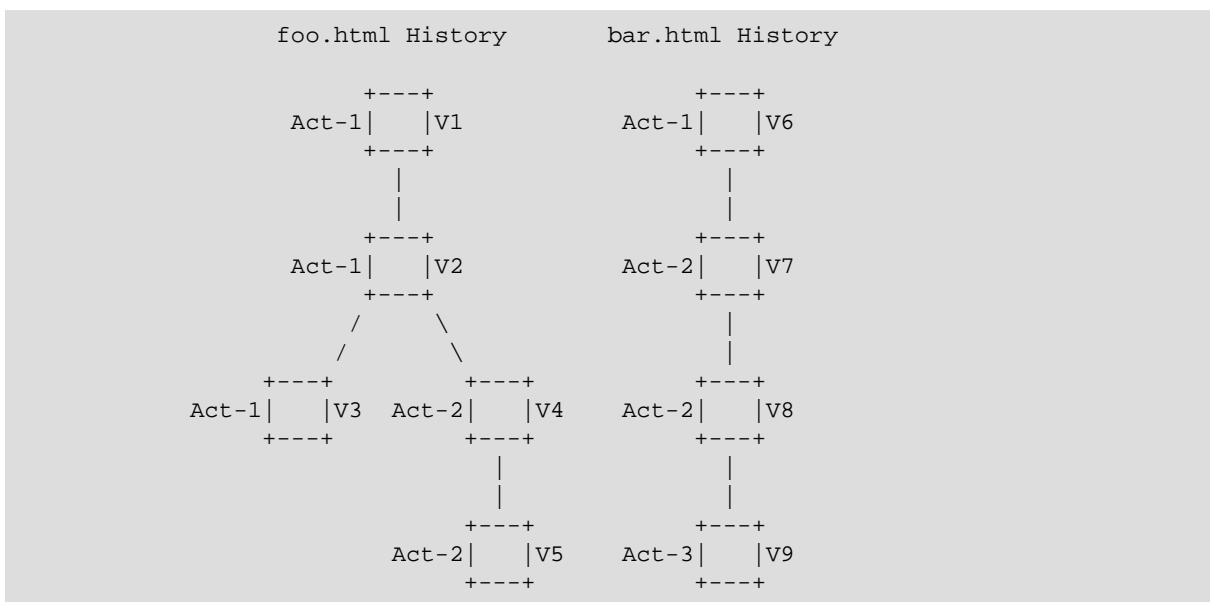 foo.html History       bar.html History

              +---+                    +---+
         Act-1|   |V1             Act-1|   |V6
              +---+                    +---+
                |                        |
                |                        |
              +---+                    +---+
         Act-1|   |V2             Act-2|   |V7
              +---+                    +---+
             /     \                     |
            /       \                    |
      +---+          +---+             +---+
 Act-1|   |V3  Act-2|   |V4       Act-2|   |V8
      +---+          +---+             +---+
                       |                 |
                       |                 |
                     +---+             +---+
               Act-2|   |V5       Act-3|   |V9
                     +---+             +---+